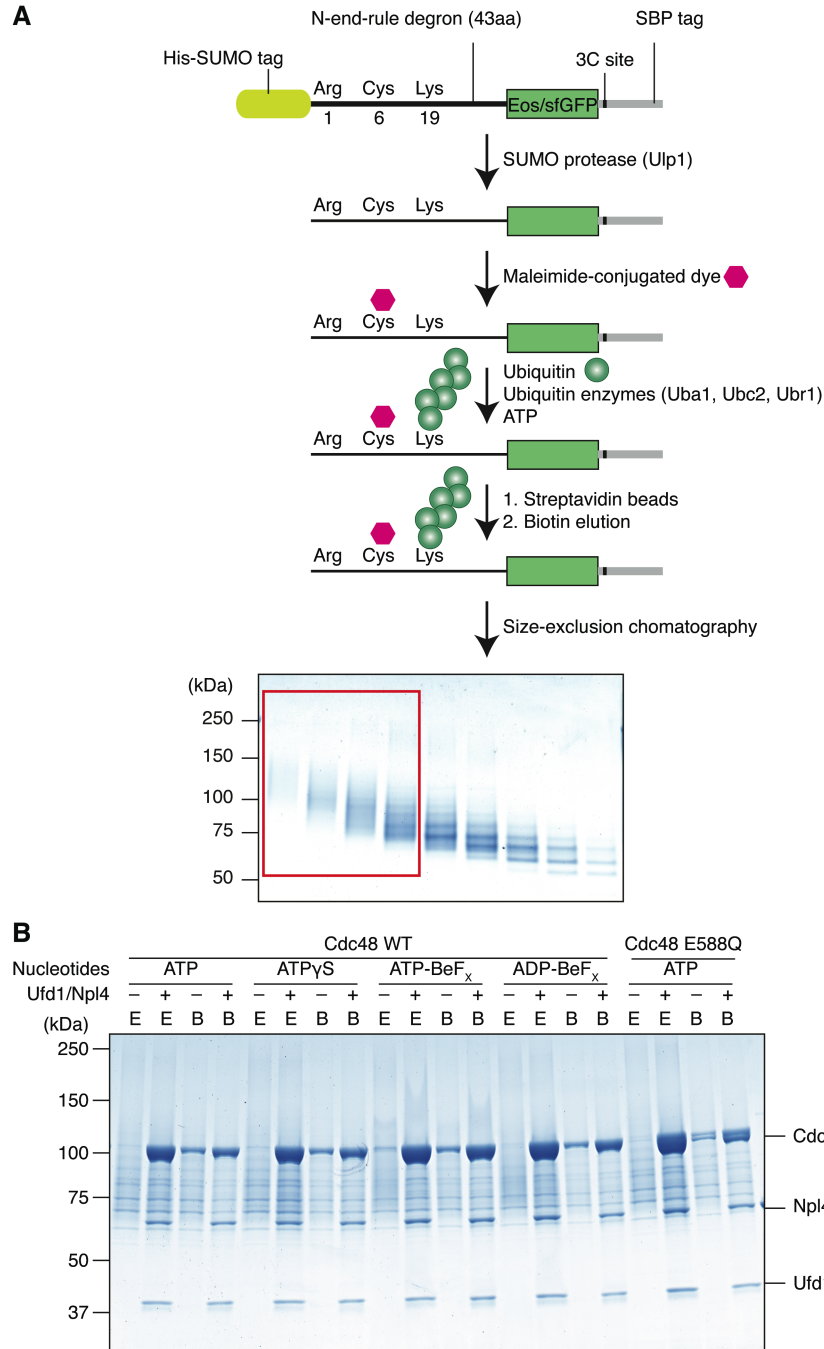 A
N-end-rule degron (43aa)
SBP tag
His-SUMO tag
3C site
Arg Cys Lys
Eos/sfGFP
1 6 19
SUMO protease (Ulp1)
Arg Cys Lys
Maleimide-conjugated dye
Arg Cys Lys
Ubiquitin
Ubiquitin enzymes (Uba1, Ubc2, Ubr1)
ATP
Arg Cys Lys
1. Streptavidin beads
2. Biotin elution
Arg Cys Lys
Size-exclusion chomatography
(kDa)
250
150
100
75
50
B
Cdc48 WT Cdc48 E588Q
Nucleotides ATP ATPγS ATP-BeFx ADP-BeFx ATP
Ufd1/Npl4 – + – + – + – + – + – + – + – + – + – +
(kDa) E E B B E E B B E E B B E E B B E E B B
250
150
100 Cdc
75 Npl4
50 Ufd
37